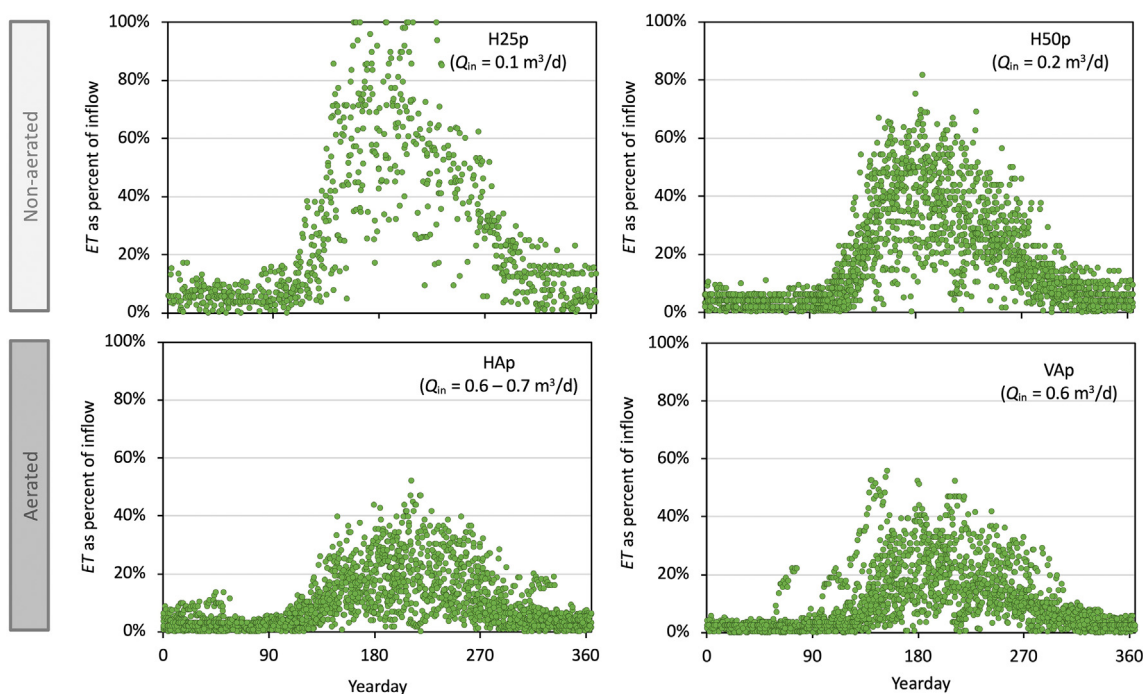 Non-aerated
ET as percent of inflow
100%
80%
60%
40%
20%
0%
H25p
(Qin = 0.1 m³/d)
ET as percent of inflow
100%
80%
60%
40%
20%
0%
H50p
(Qin = 0.2 m³/d)
Aerated
ET as percent of inflow
100%
80%
60%
40%
20%
0%
HAp
(Qin = 0.6 – 0.7 m³/d)
0 90 180 270 360
Yearday
ET as percent of inflow
100%
80%
60%
40%
20%
0%
VAp
(Qin = 0.6 m³/d)
0 90 180 270 360
Yearday